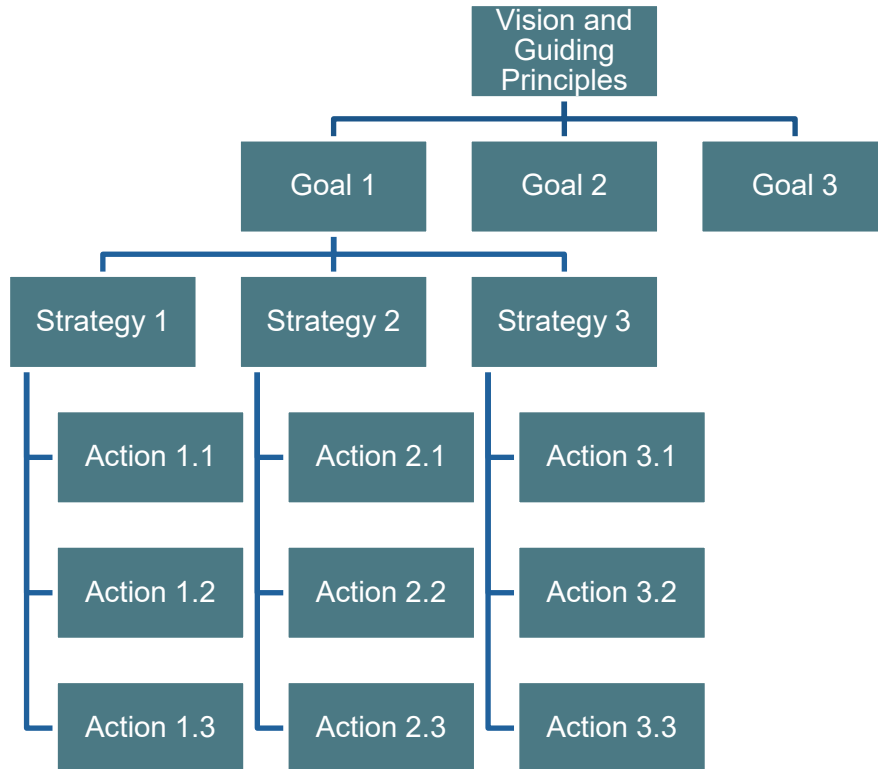 Vision and
Guiding
Principles
Goal 1
Goal 2
Goal 3
Strategy 1
Strategy 2
Strategy 3
Action 1.1
Action 2.1
Action 3.1
Action 1.2
Action 2.2
Action 3.2
Action 1.3
Action 2.3
Action 3.3